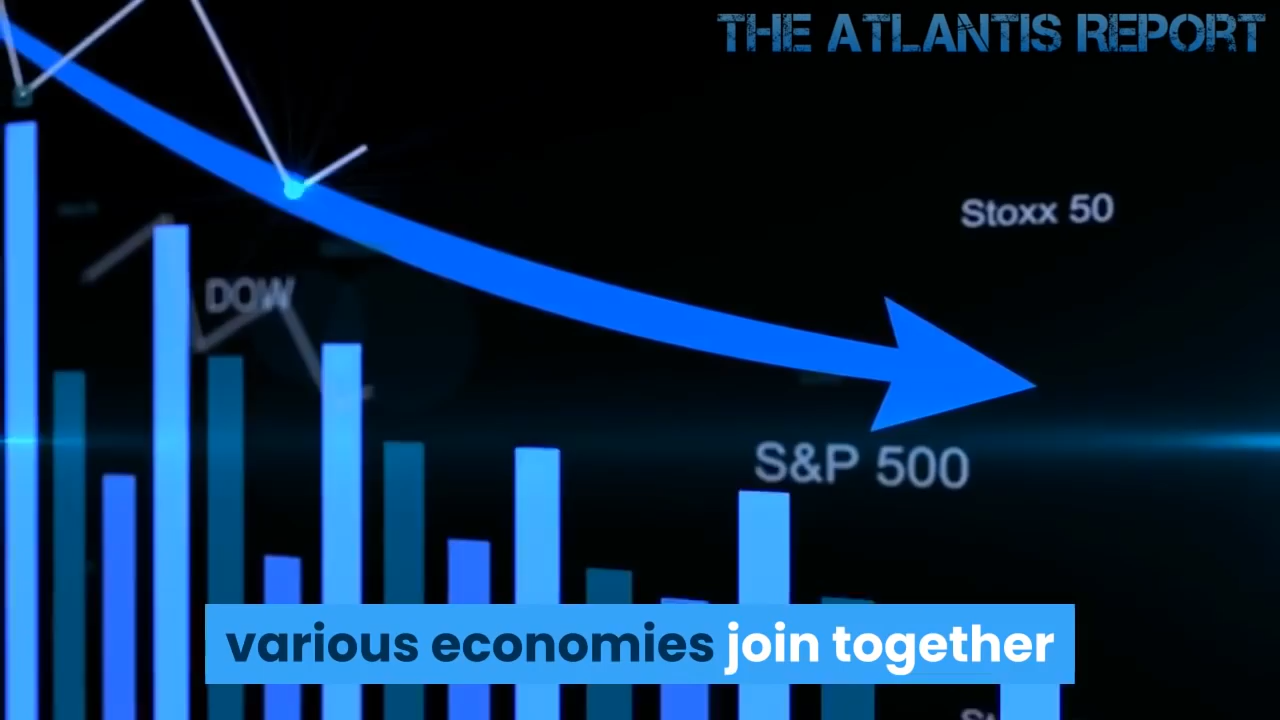 THE ATLANTIS REPORT
Stoxx 50
DOW
S&P 500
various economies join together